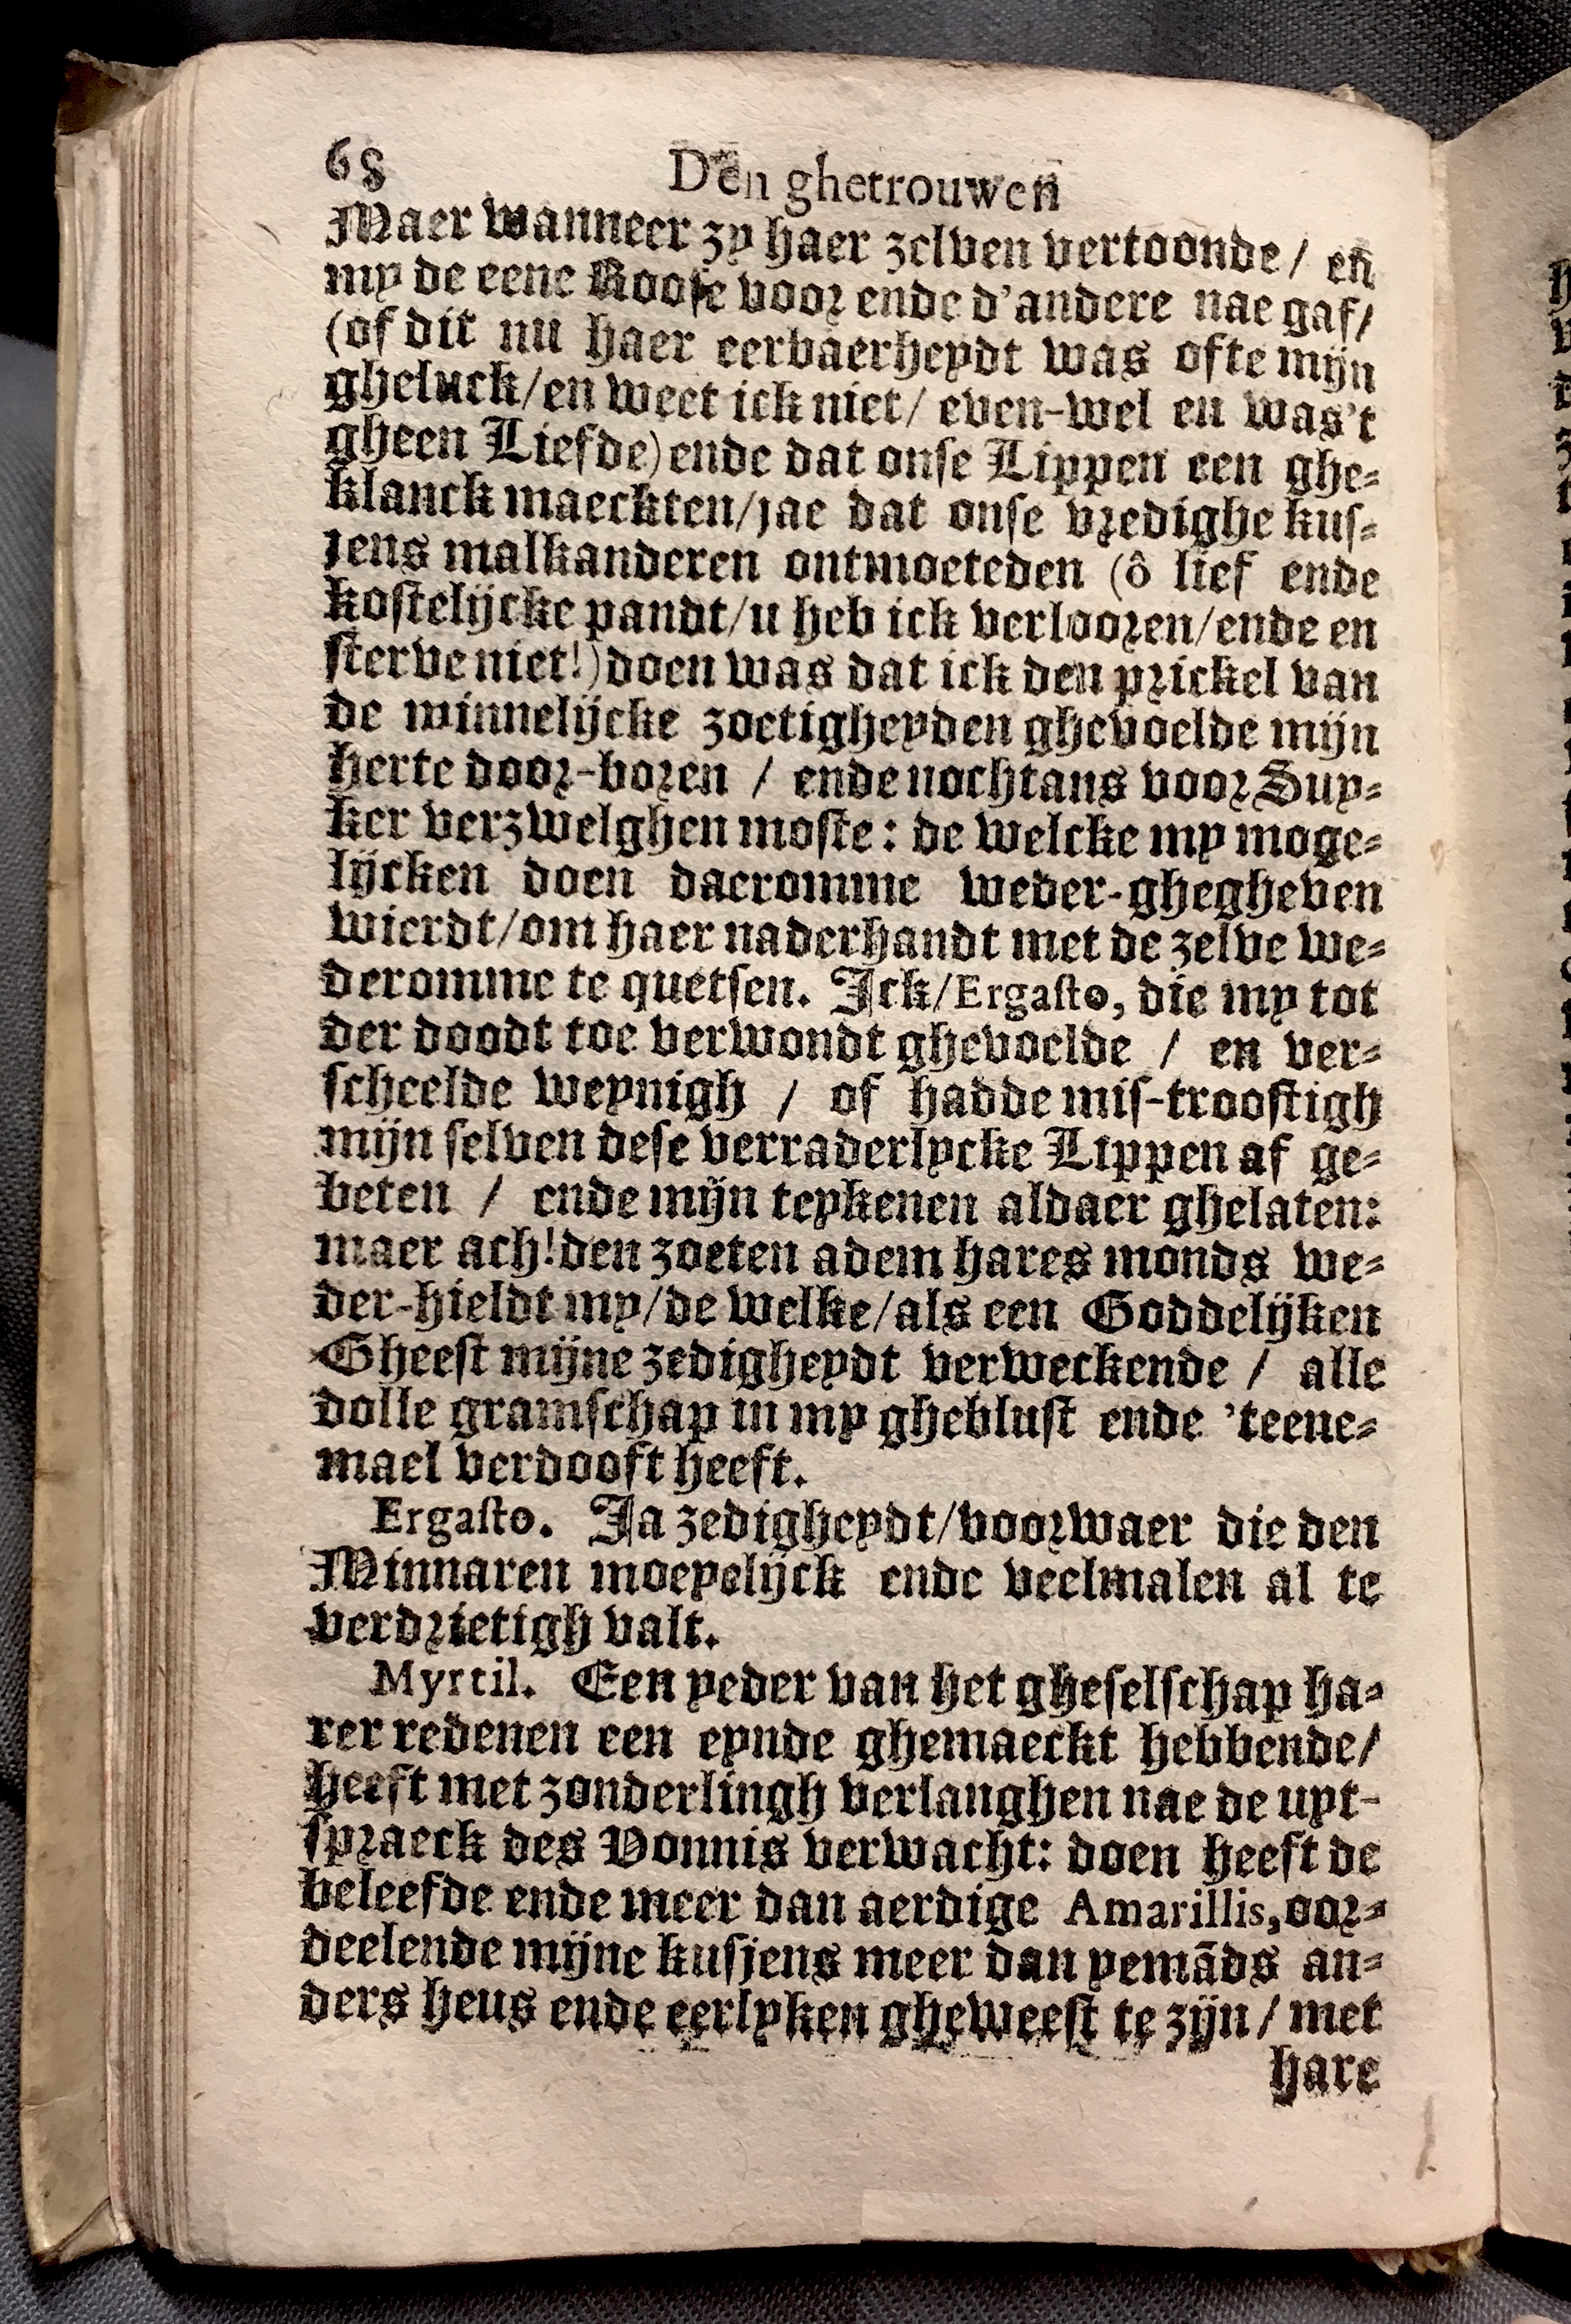 68 Den ghetrouwen
Maer wanneer zy haer zelven vertoonde / eñ
my de eene Roose voor ende d'andere nae gaf/
(of dit nu haer eerbaerheydt was ofte mijn
gheluck/en weet ick niet/ even-wel en was't
gheen Liefde) ende dat onse Lippen een ghe-
klanck maeckten/jae dat onse vredighe kus-
jens malkanderen ontmoeteden (ô lief ende
kostelijcke pandt/u heb ick verlooren/ende en
sterve niet!) doen was dat ick den prickel van
de minnelijcke zoetigheyden ghevoelde mijn
herte door-boren / ende nochtans voor Suy-
ker verzwelghen moste: de welcke my moge-
lijcken doen daeromme weder-ghegheven
wierdt/om haer naderhandt met de zelve we-
deromme te quetsen. Ick/Ergasto, die my tot
der doodt toe verwondt ghevoelde / en ver-
scheelde weynigh / of hadde mis-troostigh
mijn selven dese verraderlycke Lippen af ge-
beten / ende mijn teykenen aldaer ghelaten:
maer ach! den zoeten adem hares monds we-
der-hieldt my/de welke/als een Goddelijken
Gheest mijne zedigheydt verweckende / alle
dolle gramschap in my gheblust ende 'teene-
mael verdooft heeft.
Ergasto. Ja zedigheydt/voorwaer die den
Minnaren moeyelijck ende veelmalen al te
verdrietigh valt.
Myrtil. Een yeder van het gheselschap ha-
rer redenen een eynde ghemaeckt hebbende/
heeft met zonderlingh verlanghen nae de uyt-
spraeck des Vonnis verwacht: doen heeft de
beleefde ende meer dan aerdige Amarillis, oor-
deelende mijne kusjens meer dan yemāds an-
ders heus ende eerlyken gheweest te zijn / met
hare